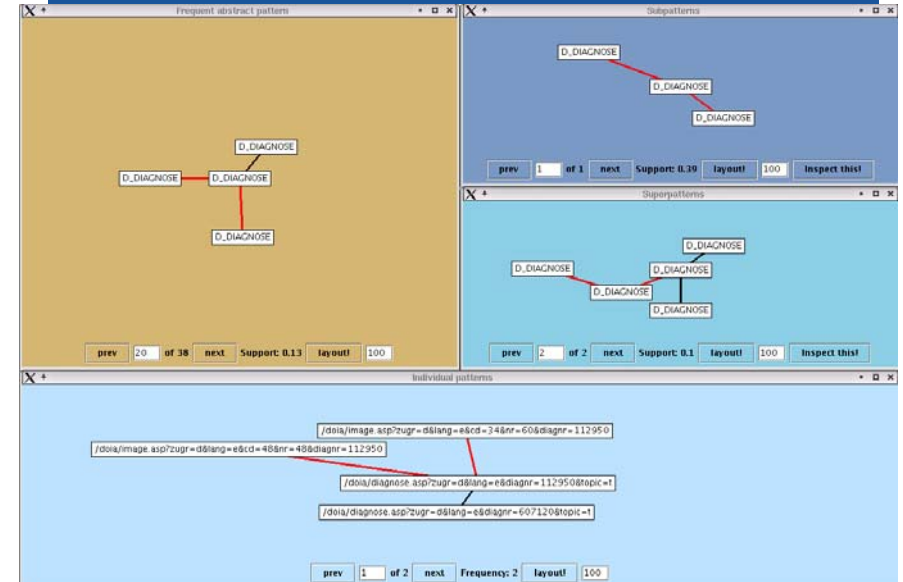 X Frequent abstract pattern
D_DIAGNOSE
D_DIAGNOSE D_DIAGNOSE
D_DIAGNOSE
prev 20 of 38 next Support: 0.13 layout! 100
X Subpatterns
D_DIAGNOSE
D_DIAGNOSE
D_DIAGNOSE
prev 1 of 1 next Support: 0.39 layout! 100 Inspect this!
X Superpatterns
D_DIAGNOSE
D_DIAGNOSE D_DIAGNOSE
D_DIAGNOSE
D_DIAGNOSE
prev 2 of 2 next Support: 0.1 layout! 100 Inspect this!
X Individual patterns
/doia/image.asp?zugr=d&lang=e&cd=34&nr=60&diagnr=112950
/doia/image.asp?zugr=d&lang=e&cd=48&nr=48&diagnr=112950
/doia/diagnose.asp?zugr=d&lang=e&diagnr=112950&topic=t
/doia/diagnose.asp?zugr=d&lang=e&diagnr=607120&topic=t
prev 1 of 2 next Frequency: 2 layout! 100